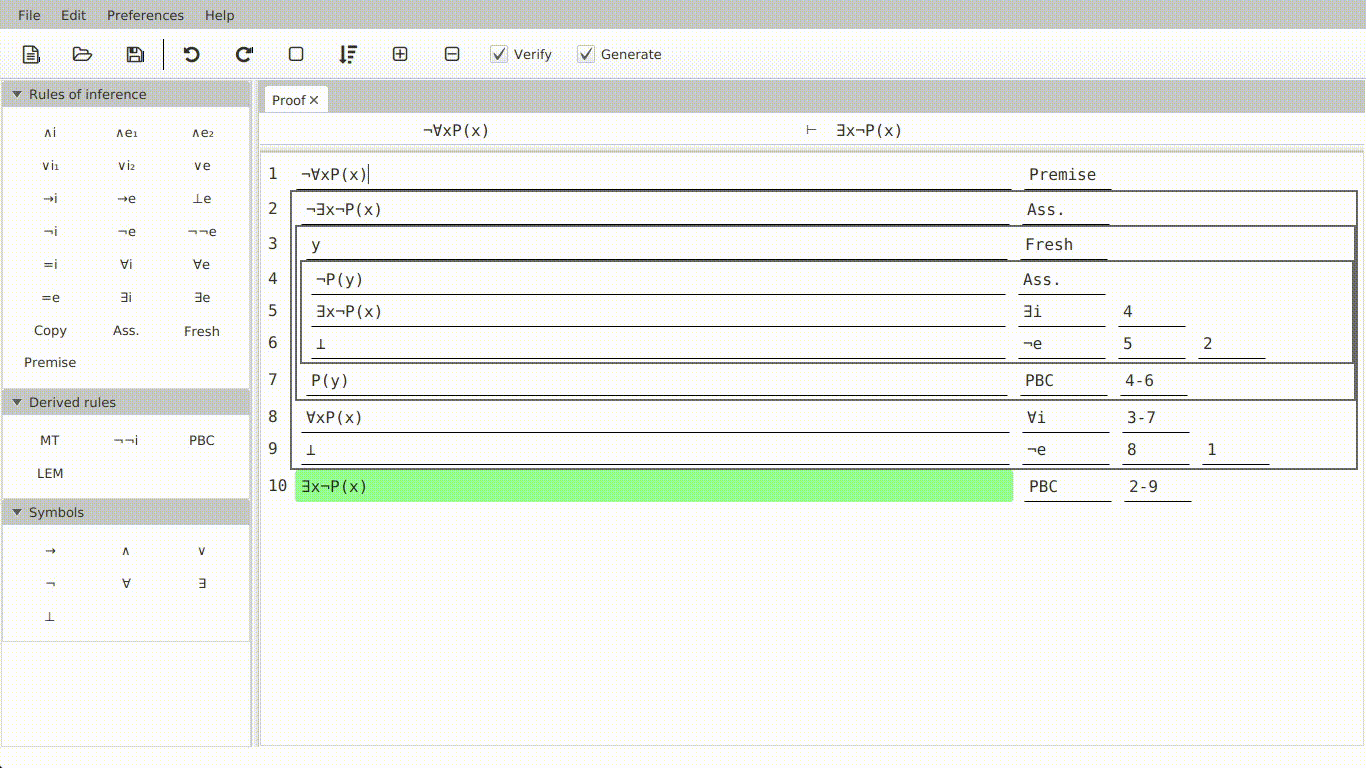 File Edit Preferences Help
Verify Generate
Rules of inference
∧i ∧e₁ ∧e₂
∨i₁ ∨i₂ ∨e
→i →e ⊥e
¬i ¬e ¬¬e
=i ∀i ∀e
=e ∃i ∃e
Copy Ass. Fresh
Premise
Derived rules
MT ¬¬i PBC
LEM
Symbols
→ ∧ ∨
¬ ∀ ∃
⊥
Proof ×
¬∀xP(x) ⊢ ∃x¬P(x)
1 ¬∀xP(x) Premise
2 ¬∃x¬P(x) Ass.
3 y Fresh
4 ¬P(y) Ass.
5 ∃x¬P(x) ∃i 4
6 ⊥ ¬e 5 2
7 P(y) PBC 4-6
8 ∀xP(x) ∀i 3-7
9 ⊥ ¬e 8 1
10 ∃x¬P(x) PBC 2-9